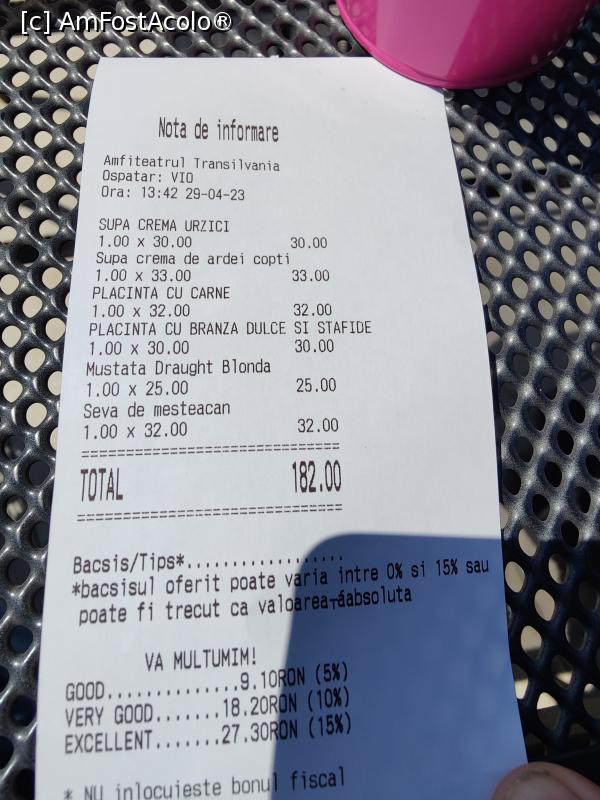 [c] AmFostAcolo®
Nota de informare
Amfiteatrul Transilvania
Ospatar: VIO
Ora: 13:42 29-04-23
SUPA CREMA URZICI
1.00 x 30.00 30.00
Supa crema de ardei copti
1.00 x 33.00 33.00
PLACINTA CU CARNE
1.00 x 32.00 32.00
PLACINTA CU BRANZA DULCE SI STAFIDE
1.00 x 30.00 30.00
Mustata Draught Blonda
1.00 x 25.00 25.00
Seva de mesteacan
1.00 x 32.00 32.00
==============================
TOTAL 182.00
==============================
Bacsis/Tips*..................
*bacsisul oferit poate varia intre 0% si 15% sau
poate fi trecut ca valoarea┬áabsoluta
VA MULTUMIM!
GOOD...............9.10RON (5%)
VERY GOOD.......18.20RON (10%)
EXCELLENT.......27.30RON (15%)
* NU inlocuieste bonul fiscal